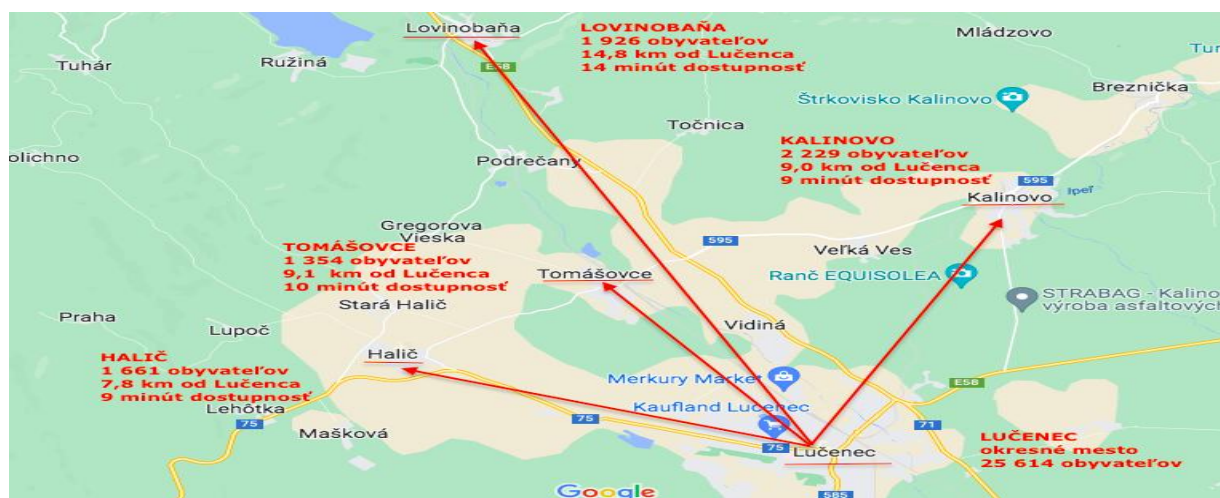 Lovinobaňa
LOVINOBAŇA
1 926 obyvateľov
14,8 km od Lučenca
14 minút dostupnosť
Mládzovo
Tuhár
Ružiná
E58
Breznička
Štrkovisko Kalinovo
Točnica
KALINOVO
2 229 obyvateľov
9,0 km od Lučenca
9 minút dostupnosť
olichno
Podrečany
595
Ipeľ
Kalinovo
Gregorova
Vieska
TOMÁŠOVCE
1 354 obyvateľov
9,1 km od Lučenca
10 minút dostupnosť
595
Veľká Ves
Tomášovce
Ranč EQUISOLEA
Stará Halič
STRABAG - Kalino
výroba asfaltových
Praha
Lupoč
Vidiná
HALIČ
1 661 obyvateľov
7,8 km od Lučenca
9 minút dostupnosť
Halič
Merkury Market
E58
Lehôtka
Kaufland Lučenec
75
Mašková
75
71
75
Lučenec
LUČENEC
okresné mesto
25 614 obyvateľov
Google
585